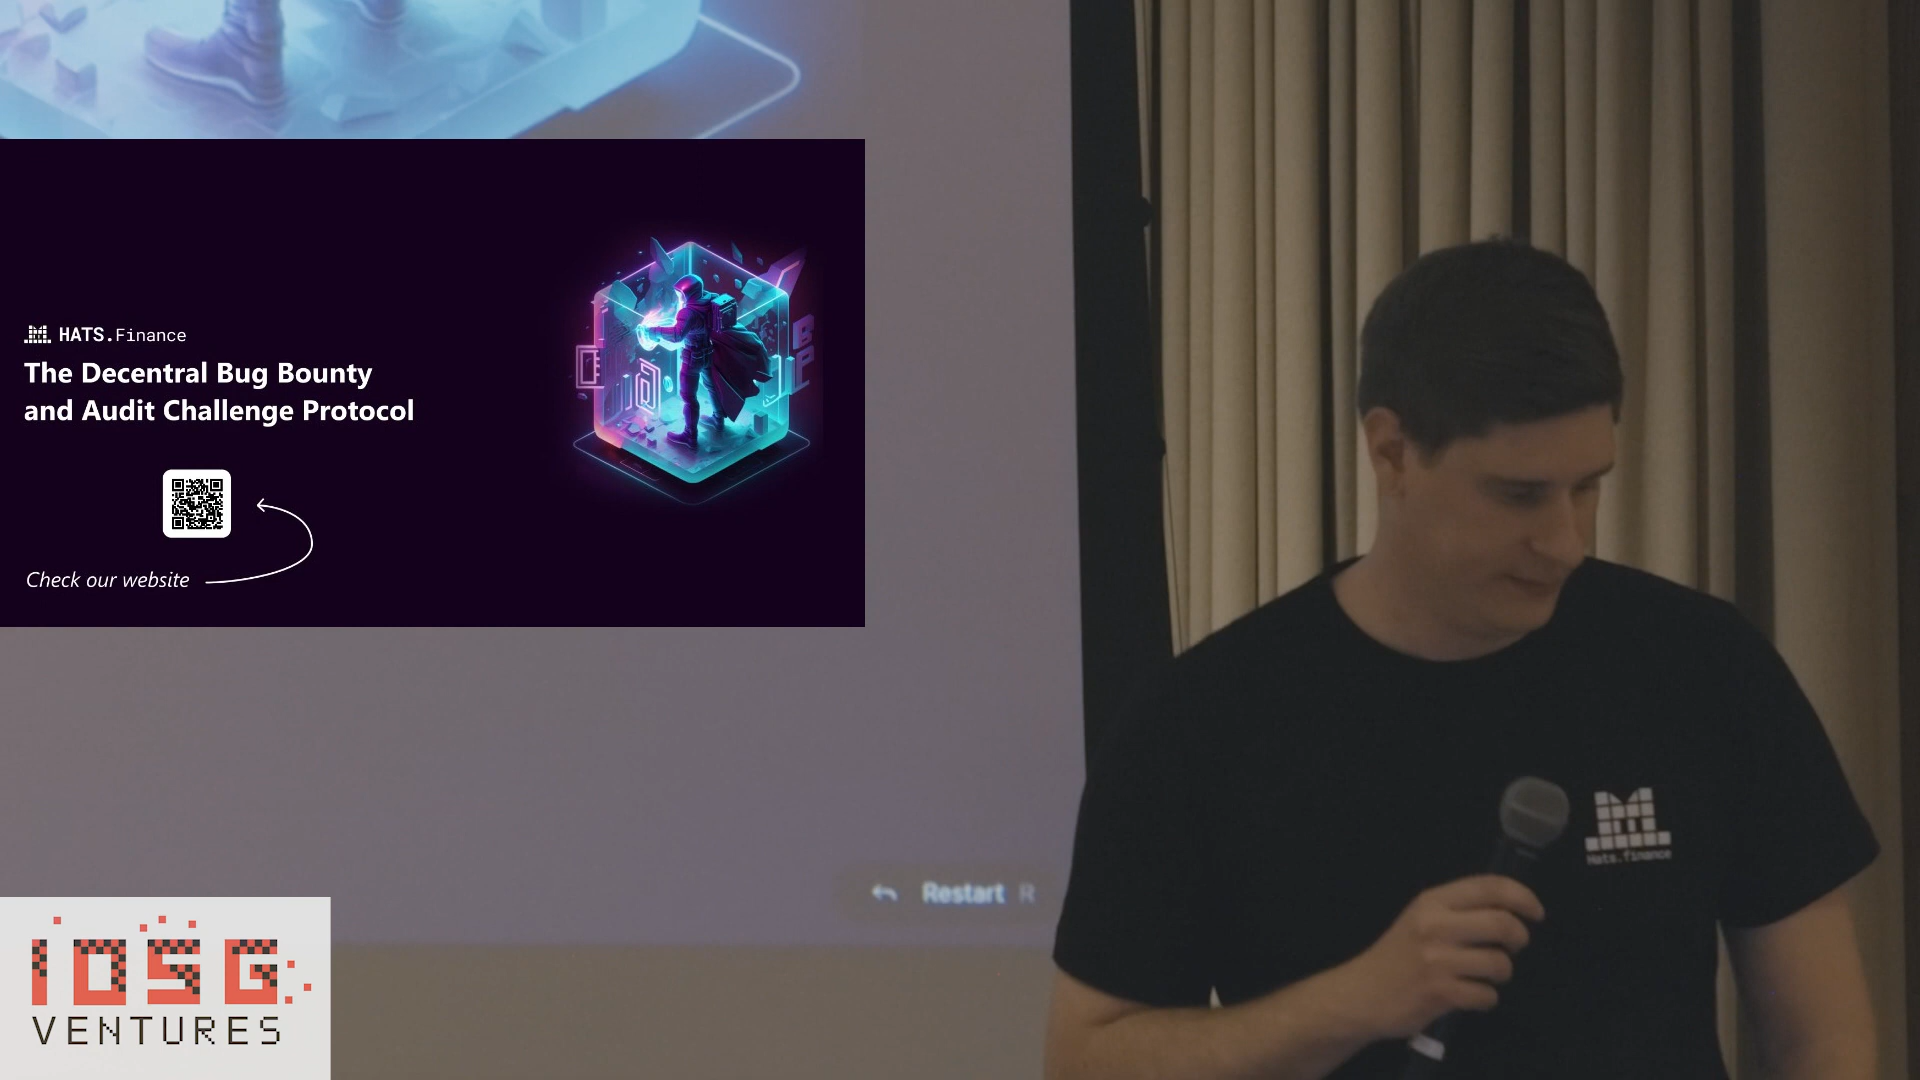 HATS.Finance
The Decentral Bug Bounty
and Audit Challenge Protocol
Check our website
Hats.finance
Restart R
IOSG
VENTURES